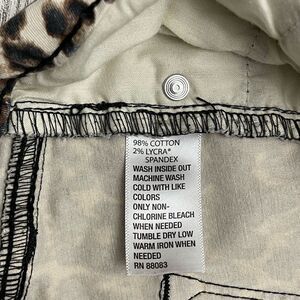 98% COTTON
2% LYCRA®
SPANDEX
WASH INSIDE OUT
MACHINE WASH
COLD WITH LIKE
COLORS
ONLY NON-
CHLORINE BLEACH
WHEN NEEDED
TUMBLE DRY LOW
WARM IRON WHEN
NEEDED
RN 88083